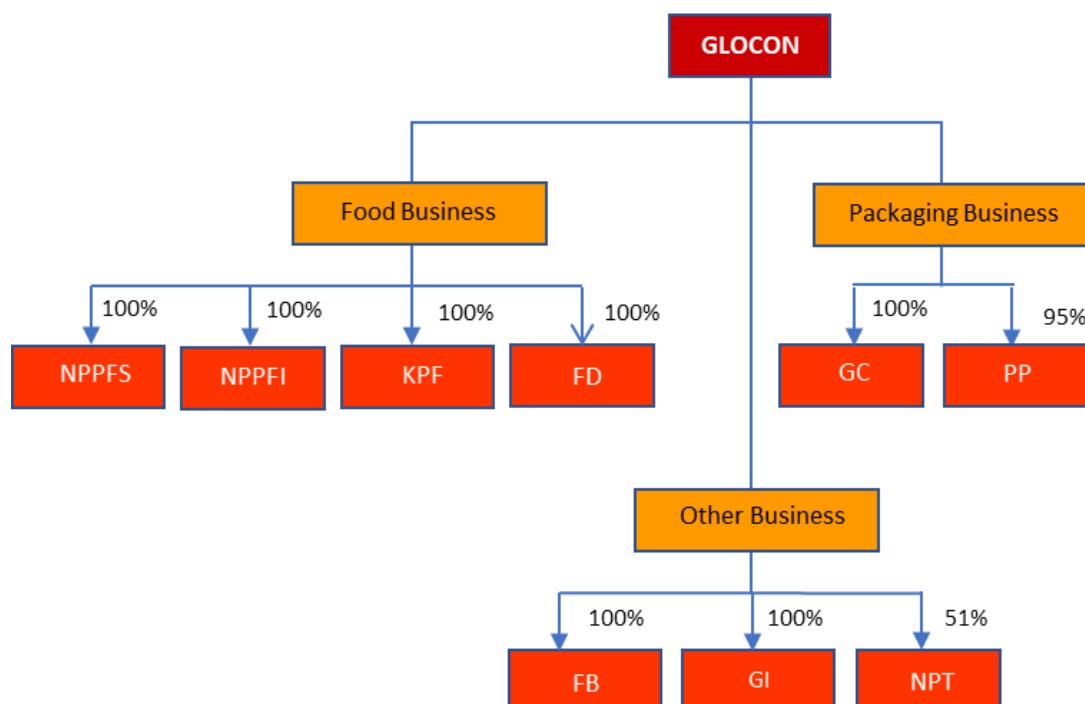 GLOCON
Food Business
Packaging Business
100%
100%
100%
100%
100%
95%
NPPFS
NPPFI
KPF
FD
GC
PP
Other Business
100%
100%
51%
FB
GI
NPT